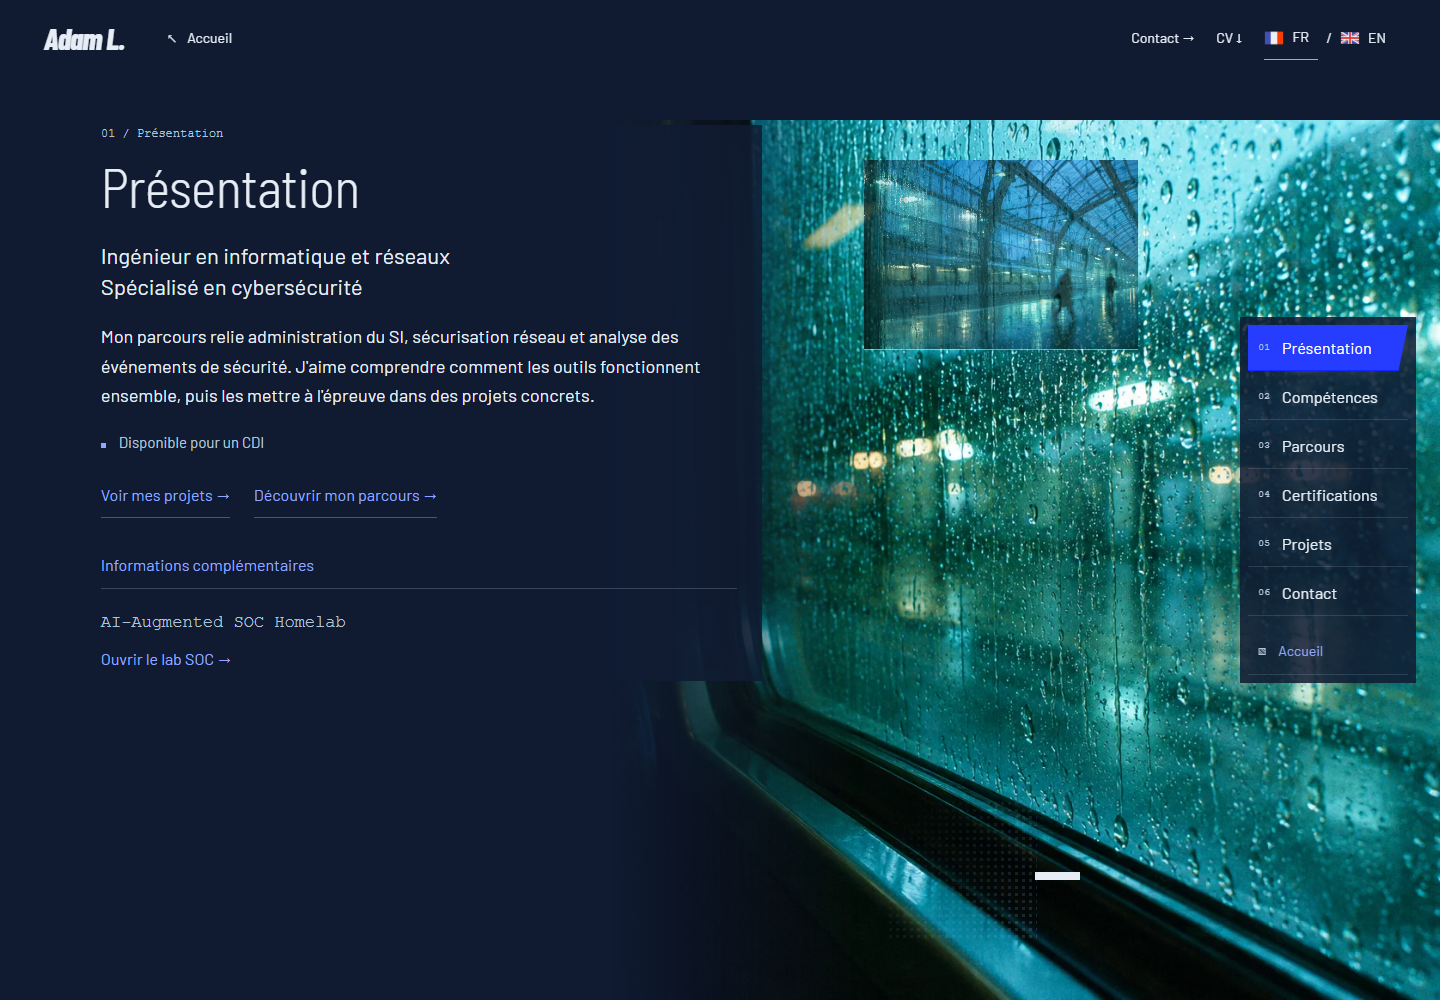 Adam L.
↖ Accueil
Contact →
CV ↓
FR / EN
01 / Présentation
Présentation
Ingénieur en informatique et réseaux
Spécialisé en cybersécurité
Mon parcours relie administration du SI, sécurisation réseau et analyse des
événements de sécurité. J'aime comprendre comment les outils fonctionnent
ensemble, puis les mettre à l'épreuve dans des projets concrets.
Disponible pour un CDI
Voir mes projets →
Découvrir mon parcours →
Informations complémentaires
AI-Augmented SOC Homelab
Ouvrir le lab SOC →
01 Présentation
02 Compétences
03 Parcours
04 Certifications
05 Projets
06 Contact
Accueil